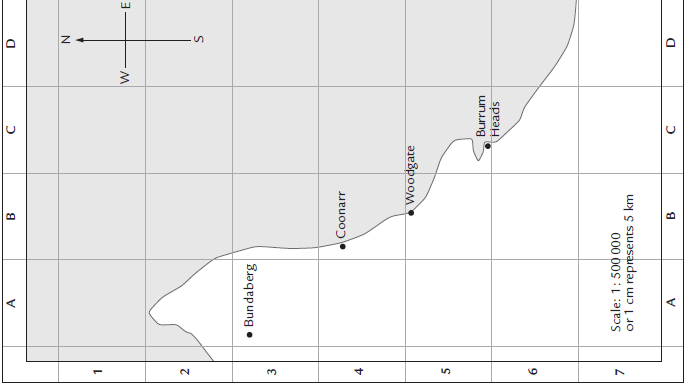 A
B
C
D
1
2
3
4
5
6
7
N
E
S
W
Bundaberg
Coonarr
Woodgate
Burrum
Heads
Scale: 1 : 500 000
or 1 cm represents 5 km
A
B
C
D